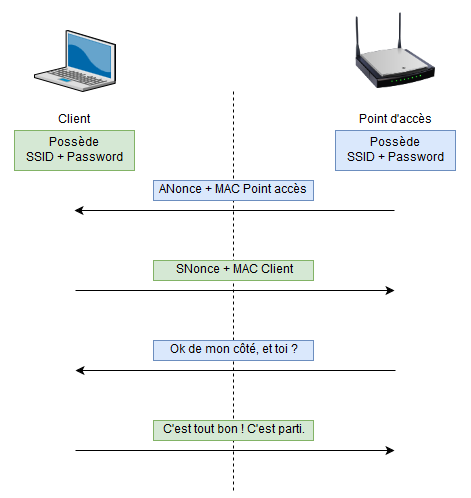 Client
Point d'accès
Possède
SSID + Password
Possède
SSID + Password
ANonce + MAC Point accès
SNonce + MAC Client
Ok de mon côté, et toi ?
C'est tout bon ! C'est parti.